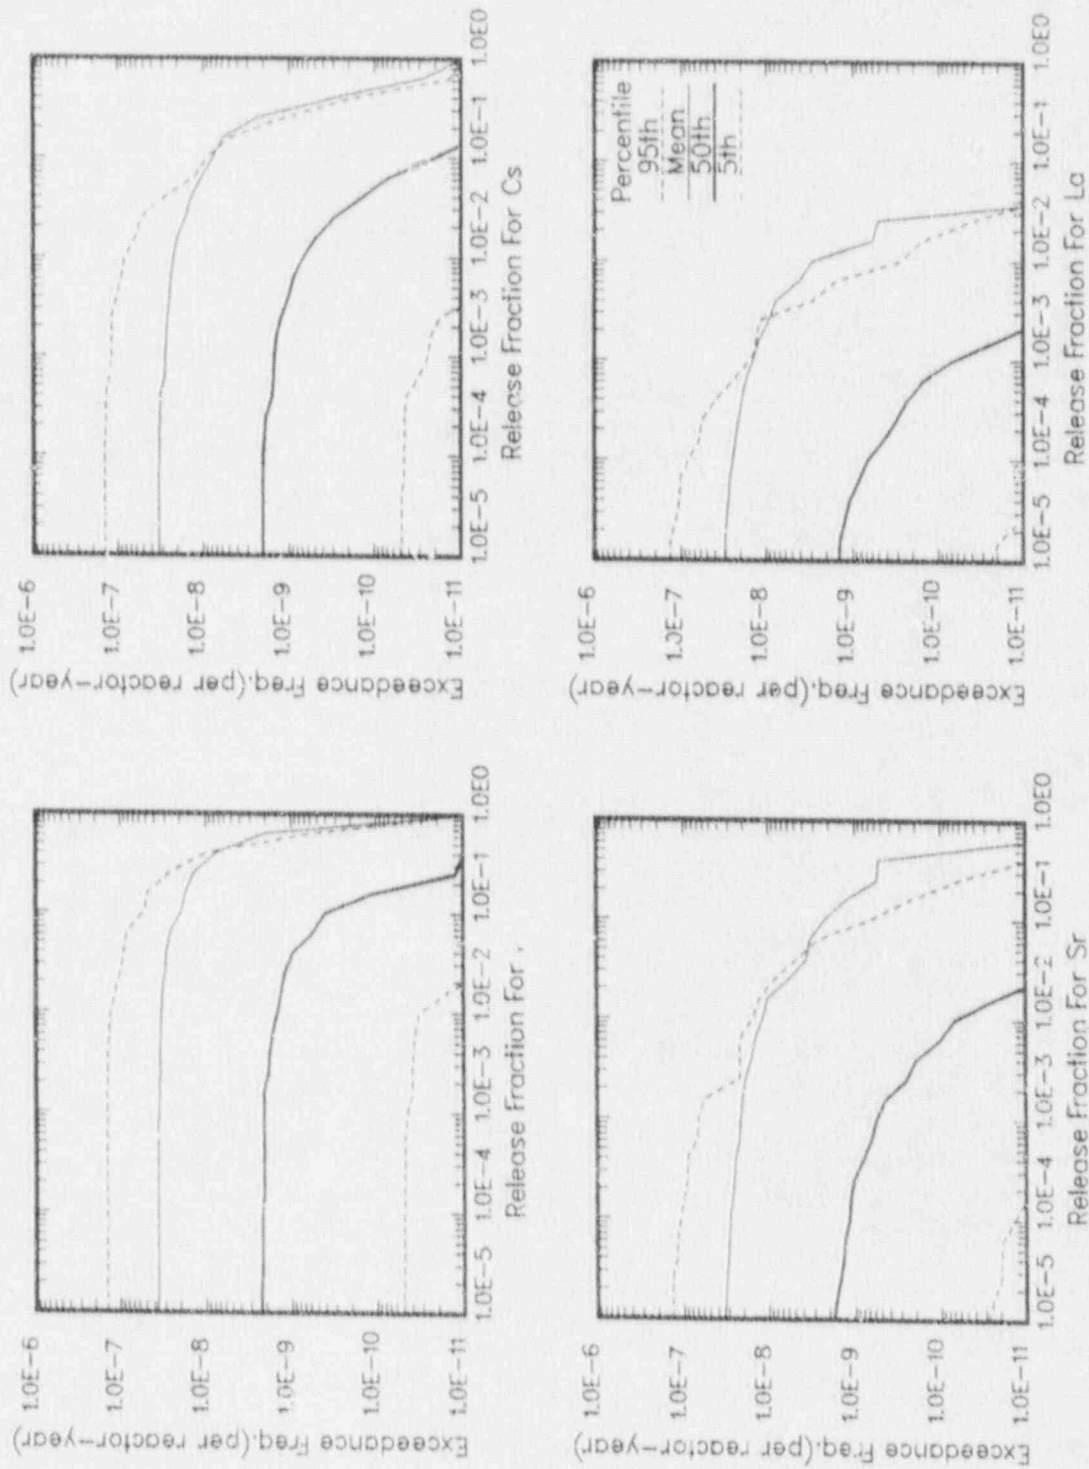 Exceedance Freq.(per reactor-year)
1.0E-6
1.0E-7
1.0E-8
1.0E-9
1.0E-10
1.0E-11
1.0E-5 1.0E-4 1.0E-3 1.0E-2 1.0E-1 1.0E0
Release Fraction For
Exceedance Freq.(per reactor-year)
1.0E-6
1.0E-7
1.0E-8
1.0E-9
1.0E-10
1.0E-11
1.0E-5 1.0E-4 1.0E-3 1.0E-2 1.0E-1 1.0E0
Release Fraction For Cs
Exceedance Freq.(per reactor-year)
1.0E-6
1.0E-7
1.0E-8
1.0E-9
1.0E-10
1.0E-11
1.0E-5 1.0E-4 1.0E-3 1.0E-2 1.0E-1 1.0E0
Release Fraction For Sr
Exceedance Freq.(per reactor-year)
1.0E-6
1.0E-7
1.0E-8
1.0E-9
1.0E-10
1.0E-11
Percentile
95th
Mean
50th
5th
1.0E-5 1.0E-4 1.0E-3 1.0E-2 1.0E-1 1.0E0
Release Fraction For La